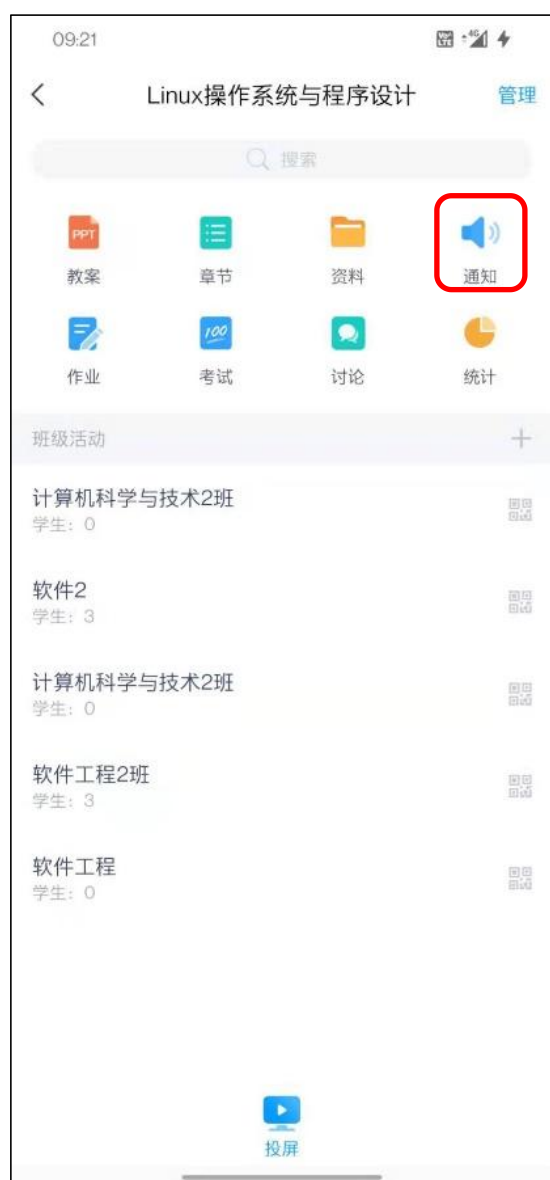 09:21
VoLTE 4G
Linux操作系统与程序设计 管理
搜索
PPT 100
教案 章节 资料 通知
作业 考试 讨论 统计
班级活动
计算机科学与技术2班
学生：0
软件2
学生：3
计算机科学与技术2班
学生：0
软件工程2班
学生：3
软件工程
学生：0
投屏